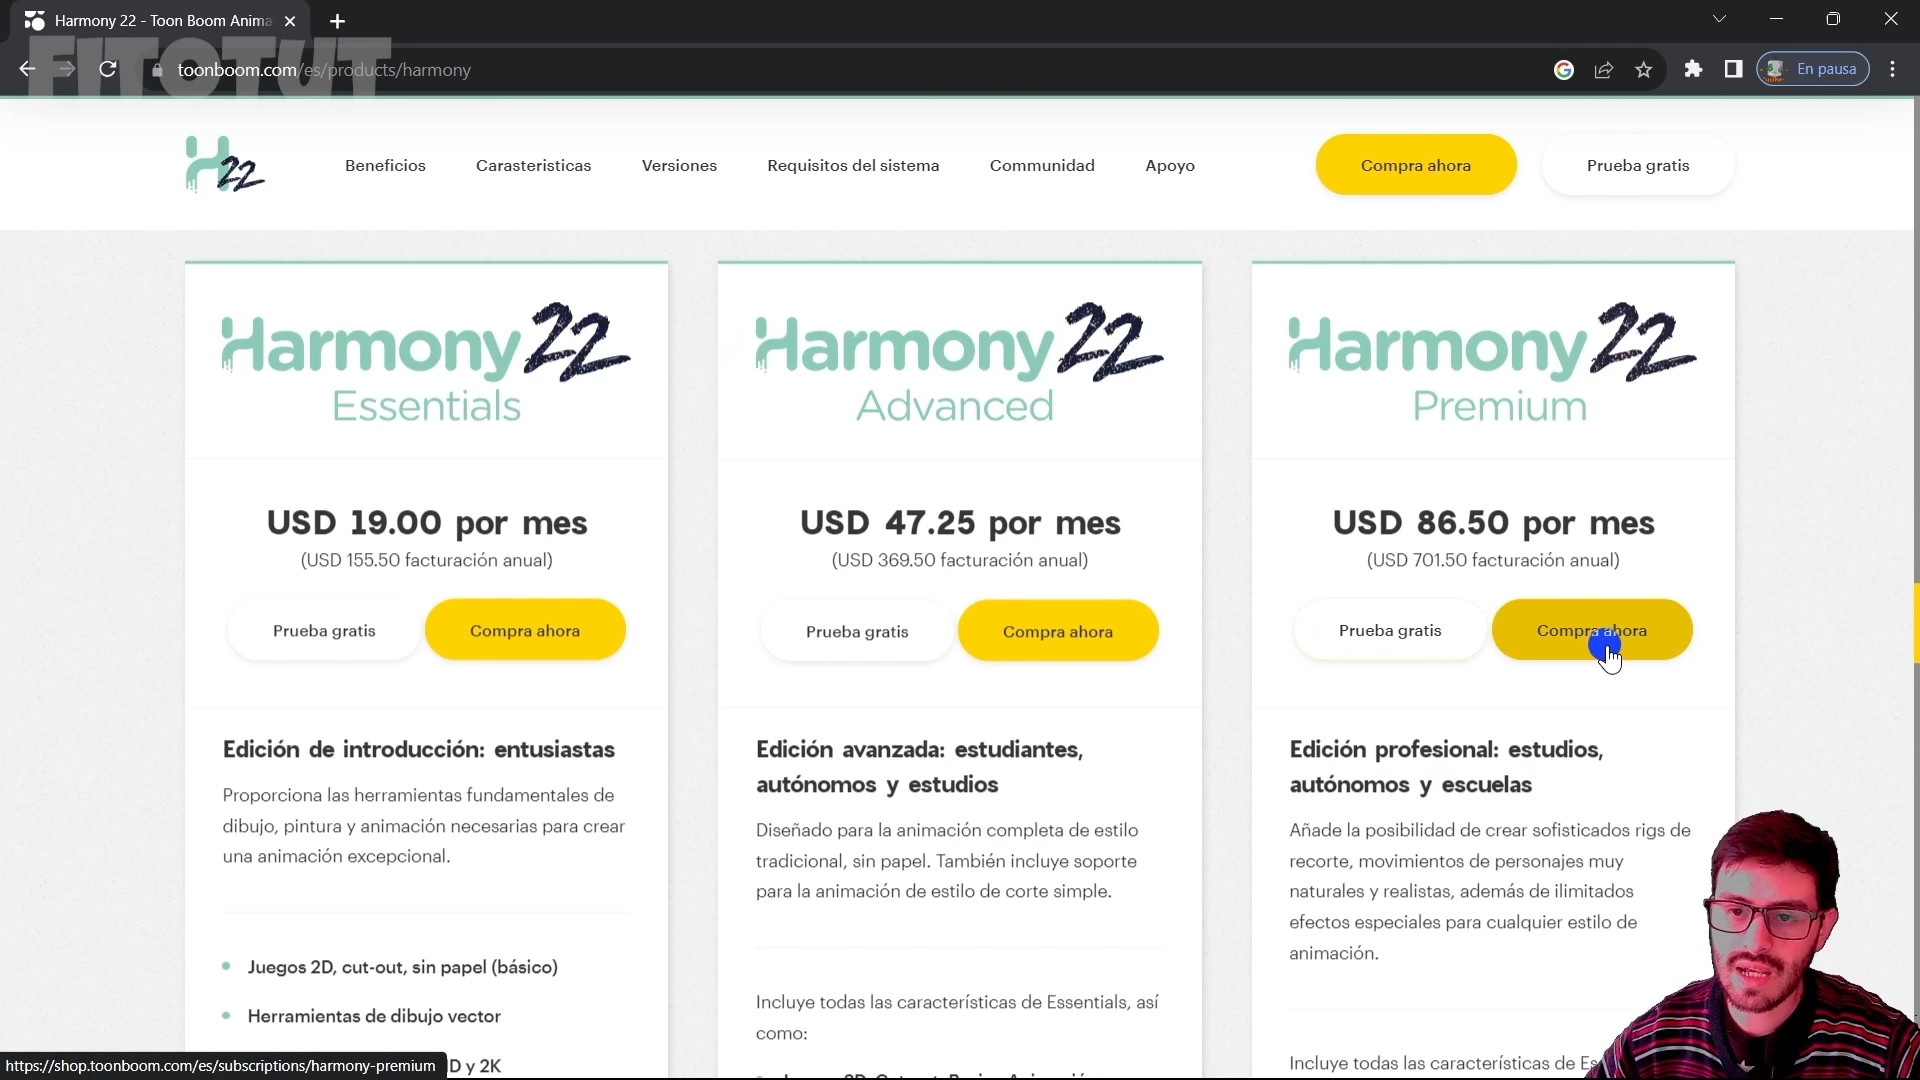 Harmony 22 - Toon Boom Anima
FITOTUT
toonboom.com/es/products/harmony
En pausa
H22
Beneficios
Carasteristicas
Versiones
Requisitos del sistema
Communidad
Apoyo
Compra ahora
Prueba gratis
Harmony 22
Essentials
USD 19.00 por mes
(USD 155.50 facturación anual)
Prueba gratis
Compra ahora
Edición de introducción: entusiastas
Proporciona las herramientas fundamentales de
dibujo, pintura y animación necesarias para crear
una animación excepcional.
Juegos 2D, cut-out, sin papel (básico)
Herramientas de dibujo vector
D y 2K
Harmony 22
Advanced
USD 47.25 por mes
(USD 369.50 facturación anual)
Prueba gratis
Compra ahora
Edición avanzada: estudiantes,
autónomos y estudios
Diseñado para la animación completa de estilo
tradicional, sin papel. También incluye soporte
para la animación de estilo de corte simple.
Incluye todas las características de Essentials, así
como:
Harmony 22
Premium
USD 86.50 por mes
(USD 701.50 facturación anual)
Prueba gratis
Compra ahora
Edición profesional: estudios,
autónomos y escuelas
Añade la posibilidad de crear sofisticados rigs de
recorte, movimientos de personajes muy
naturales y realistas, además de ilimitados
efectos especiales para cualquier estilo de
animación.
Incluye todas las características de Es
https://shop.toonboom.com/es/subscriptions/harmony-premium